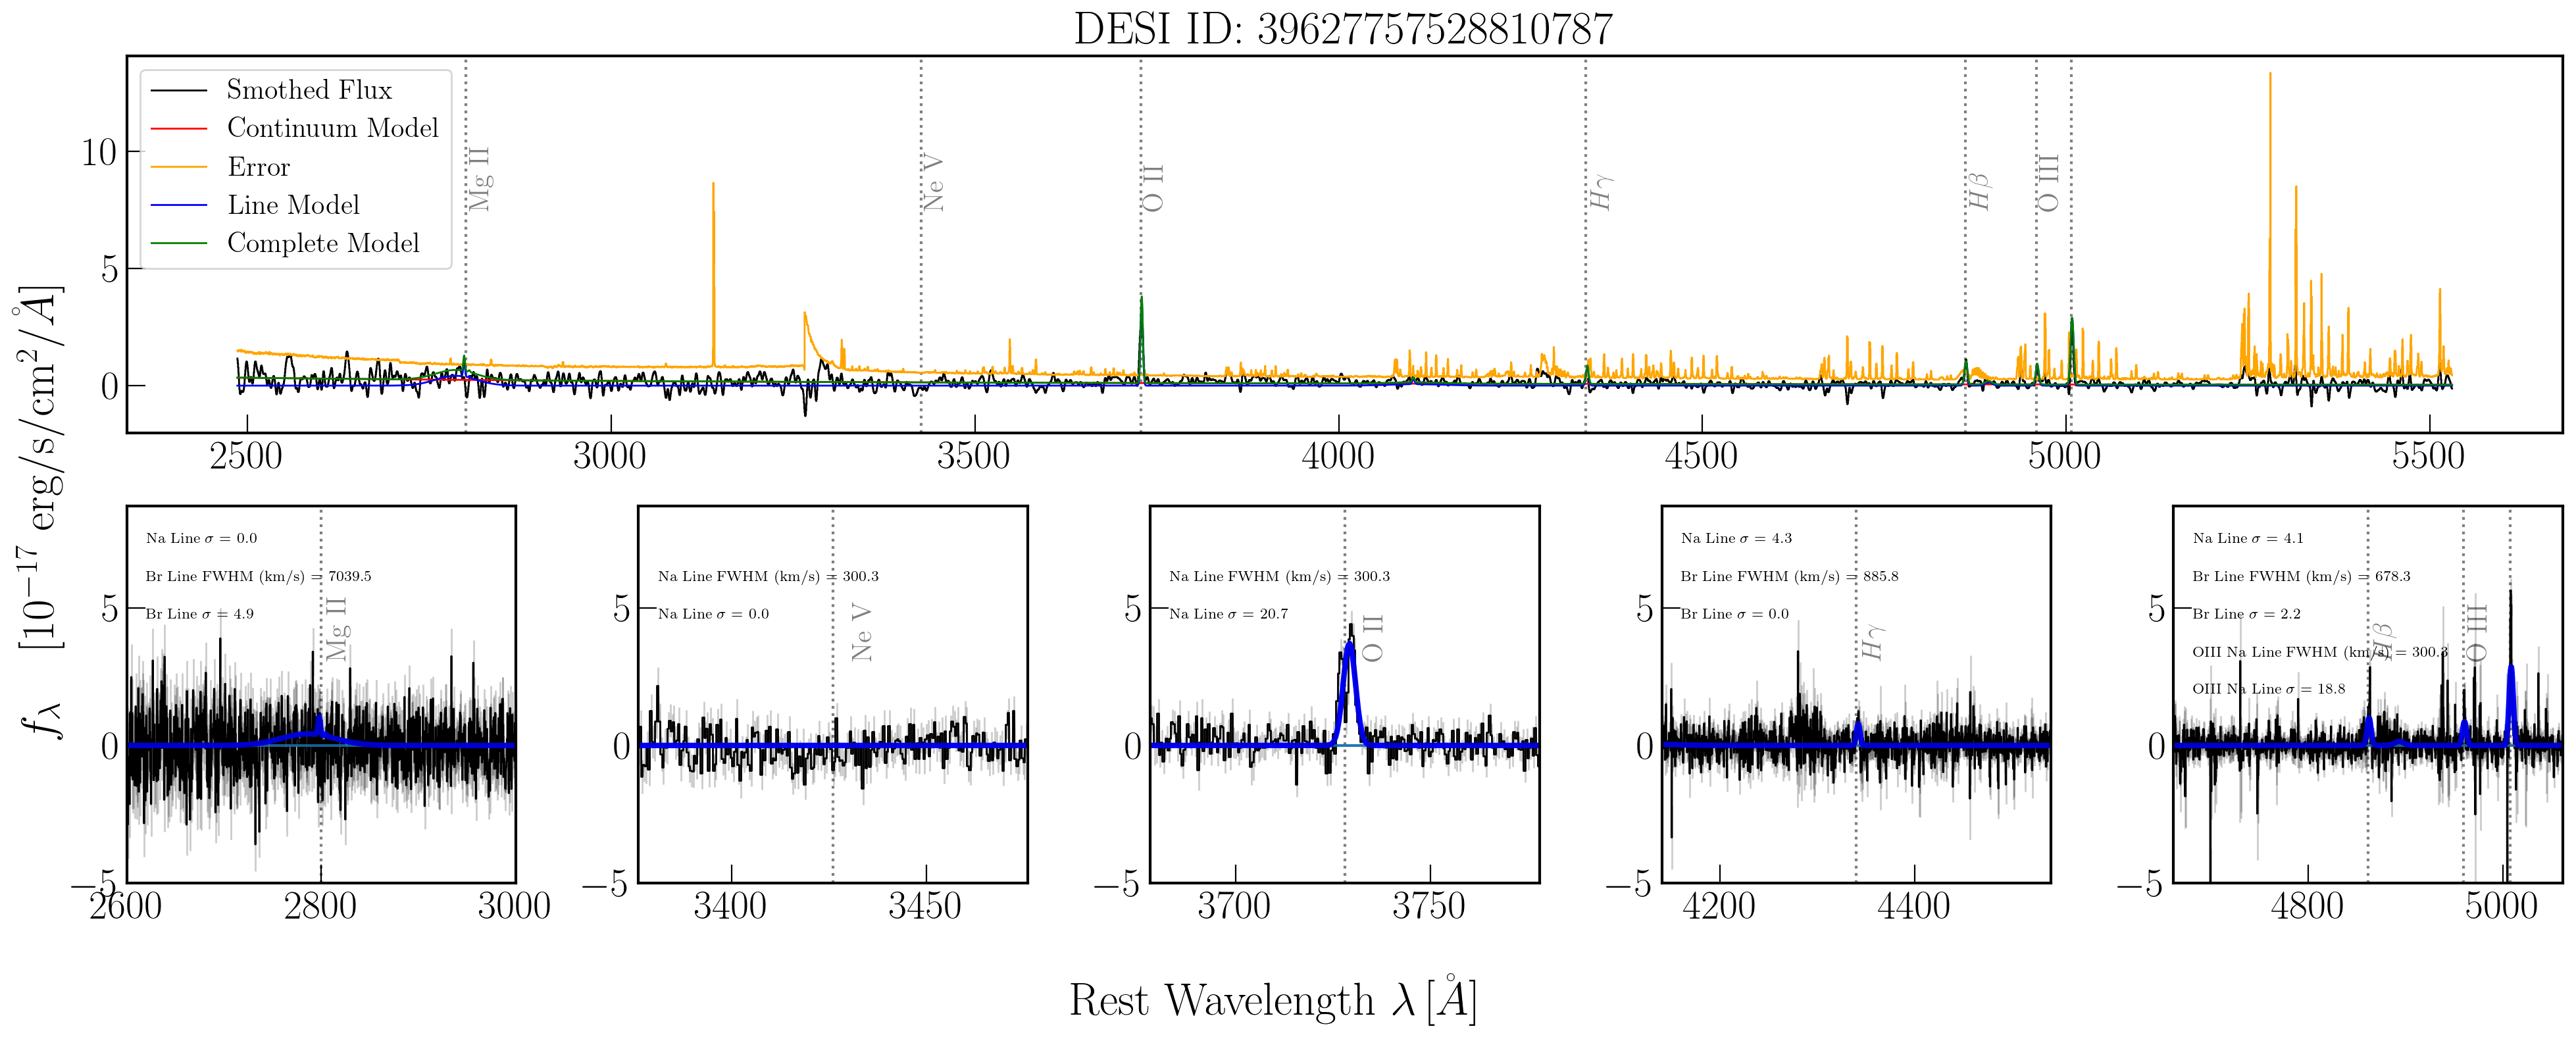 DESI ID: 39627757528810787
Smothed Flux
Continuum Model
Error
Line Model
Complete Model
Mg II
Ne V
O II
Hγ
Hβ
O III
10
5
0
2500 3000 3500 4000 4500 5000 5500
fλ [10−17 erg/s/cm2/Å]
Na Line σ = 0.0
Br Line FWHM (km/s) = 7039.5
Br Line σ = 4.9
Mg II
5
0
−5
2600 2800 3000
Na Line FWHM (km/s) = 300.3
Na Line σ = 0.0
Ne V
5
0
−5
3400 3450
Na Line FWHM (km/s) = 300.3
Na Line σ = 20.7
O II
5
0
−5
3700 3750
Na Line σ = 4.3
Br Line FWHM (km/s) = 885.8
Br Line σ = 0.0
Hγ
5
0
−5
4200 4400
Na Line σ = 4.1
Br Line FWHM (km/s) = 678.3
Br Line σ = 2.2
OIII Na Line FWHM (km/s) = 300.3
OIII Na Line σ = 18.8
Hβ
O III
5
0
−5
4800 5000
Rest Wavelength λ [Å]